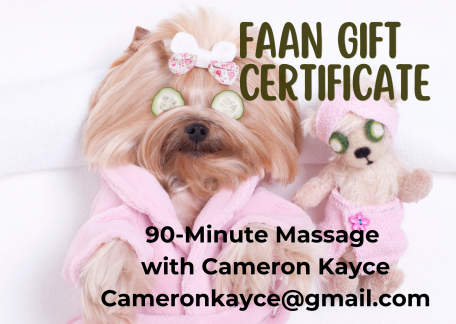 FAAN GIFT
CERTIFICATE
90-Minute Massage
with Cameron Kayce
Cameronkayce@gmail.com